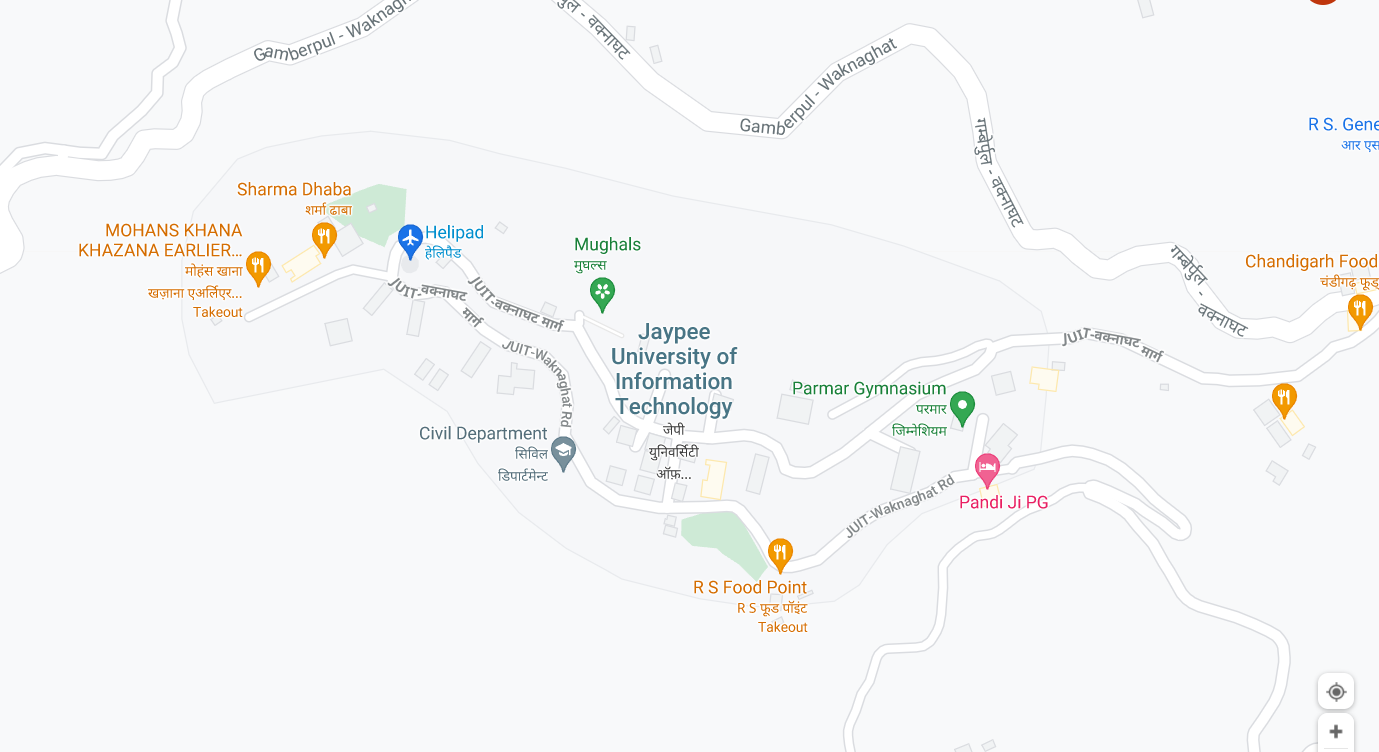 Gamberpul - Waknagh
ुल - वक्नाघट
Gamberpul - Waknaghat
गम्बेर्पुल - वक्नाघट
R S. Gene
आर एस
Sharma Dhaba
शर्मा ढाबा
MOHANS KHANA
KHAZANA EARLIER...
मोहंस खाना
खज़ाना एअर्लिएर...
Takeout
Helipad
हेलिपैड
Mughals
मुघल्स
गम्बेर्पुल - वक्नाघट
Chandigarh Food
चंडीगढ़ फूड्
JUIT-वक्नाघट मार्ग
JUIT-वक्नाघट मार्ग
JUIT-Waknaghat Rd
Jaypee
University of
Information
Technology
जेपी
युनिवर्सिटी
ऑफ़...
JUIT-वक्नाघट मार्ग
Parmar Gymnasium
परमार
जिम्नेशियम
Civil Department
सिविल
डिपार्टमेन्ट
JUIT-Waknaghat Rd
Pandi Ji PG
R S Food Point
R S फ़ूड पॉइंट
Takeout